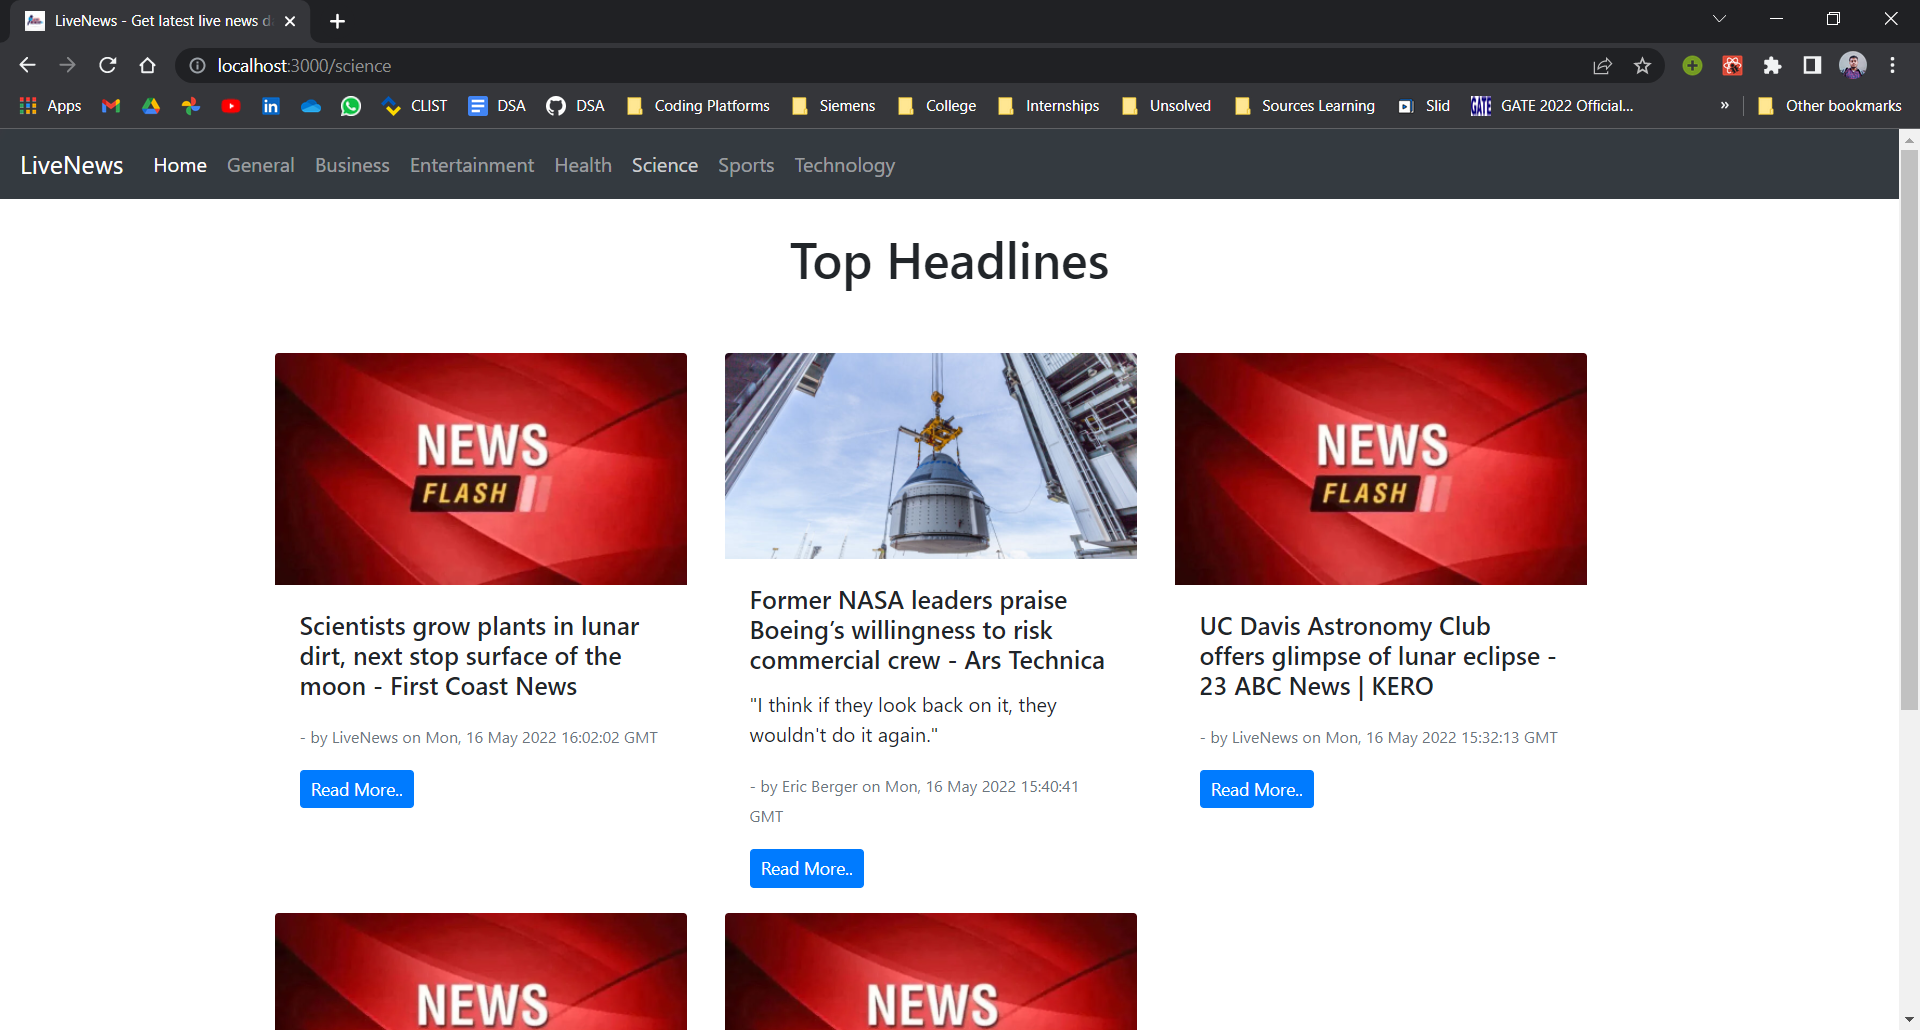 LiveNews - Get latest live news d
localhost:3000/science
Apps CLIST DSA DSA Coding Platforms Siemens College Internships Unsolved Sources Learning Slid GATE GATE 2022 Official... » Other bookmarks
LiveNews Home General Business Entertainment Health Science Sports Technology
Top Headlines
NEWS
FLASH
Scientists grow plants in lunar
dirt, next stop surface of the
moon - First Coast News
- by LiveNews on Mon, 16 May 2022 16:02:02 GMT
Read More..
Former NASA leaders praise
Boeing’s willingness to risk
commercial crew - Ars Technica
"I think if they look back on it, they
wouldn't do it again."
- by Eric Berger on Mon, 16 May 2022 15:40:41
GMT
Read More..
NEWS
FLASH
UC Davis Astronomy Club
offers glimpse of lunar eclipse -
23 ABC News | KERO
- by LiveNews on Mon, 16 May 2022 15:32:13 GMT
Read More..
NEWS
NEWS